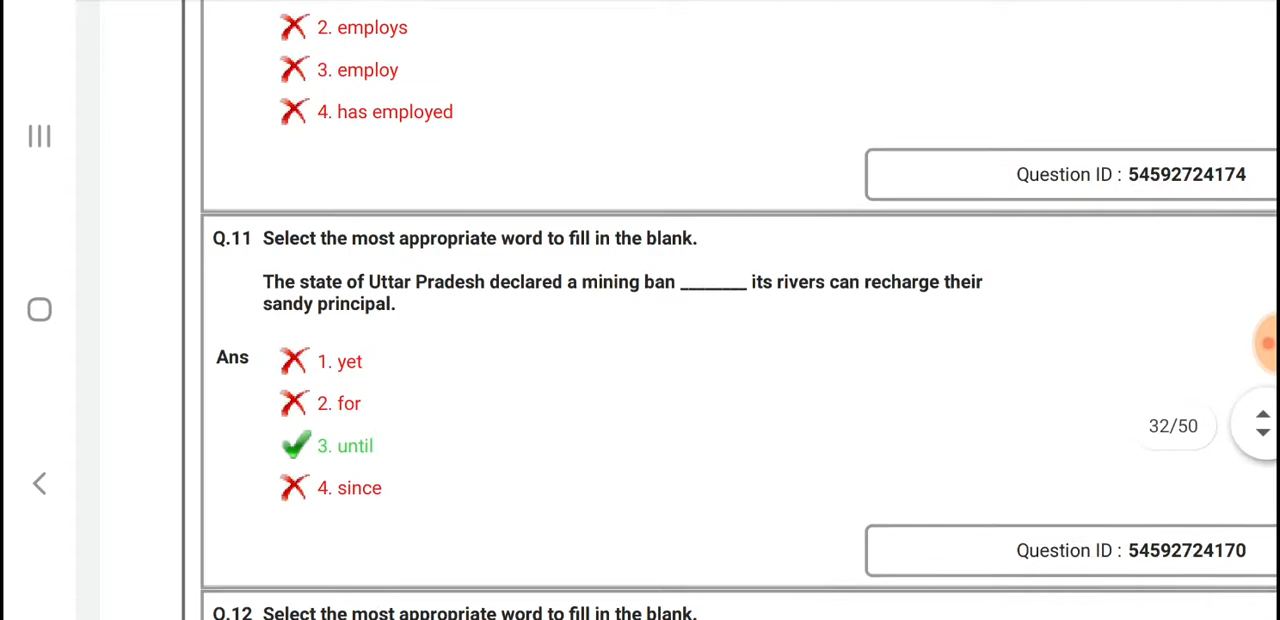 2. employs
3. employ
4. has employed
Question ID : 54592724174
Q.11 Select the most appropriate word to fill in the blank.
The state of Uttar Pradesh declared a mining ban ________ its rivers can recharge their
sandy principal.
Ans 1. yet
2. for
3. until
4. since
32/50
Question ID : 54592724170
Q.12 Select the most appropriate word to fill in the blank.